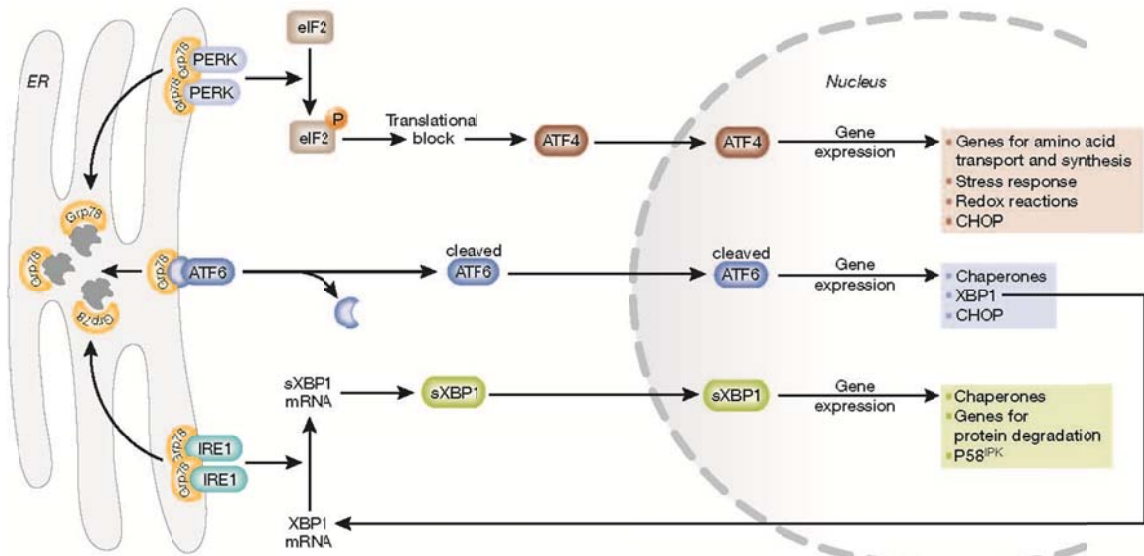 ER
Grp78
PERK
Grp78
PERK
eIF2
eIF2
P
Translational
block
ATF4
Nucleus
ATF4
Gene
expression
Genes for amino acid
transport and synthesis
Stress response
Redox reactions
CHOP
Grp78
Grp78
Grp78
Grp78
ATF6
cleaved
ATF6
cleaved
ATF6
Gene
expression
Chaperones
XBP1
CHOP
sXBP1
mRNA
sXBP1
sXBP1
Gene
expression
Chaperones
Genes for
protein degradation
P58IPK
Grp78
IRE1
Grp78
IRE1
XBP1
mRNA